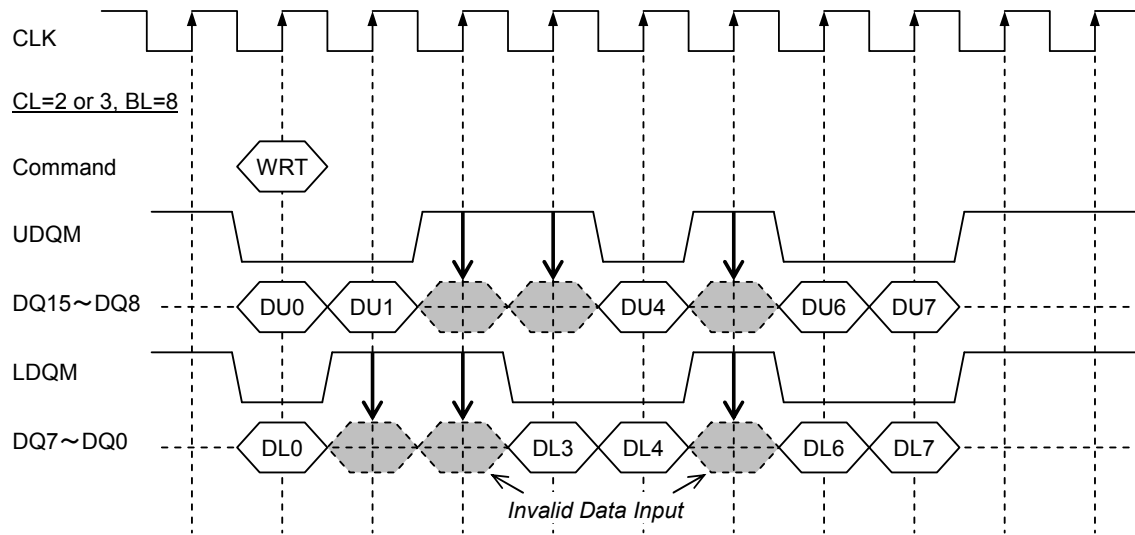 CLK
CL=2 or 3, BL=8
Command WRT
UDQM
DQ15～DQ8 DU0 DU1 DU4 DU6 DU7
LDQM
DQ7～DQ0 DL0 DL3 DL4 DL6 DL7
Invalid Data Input